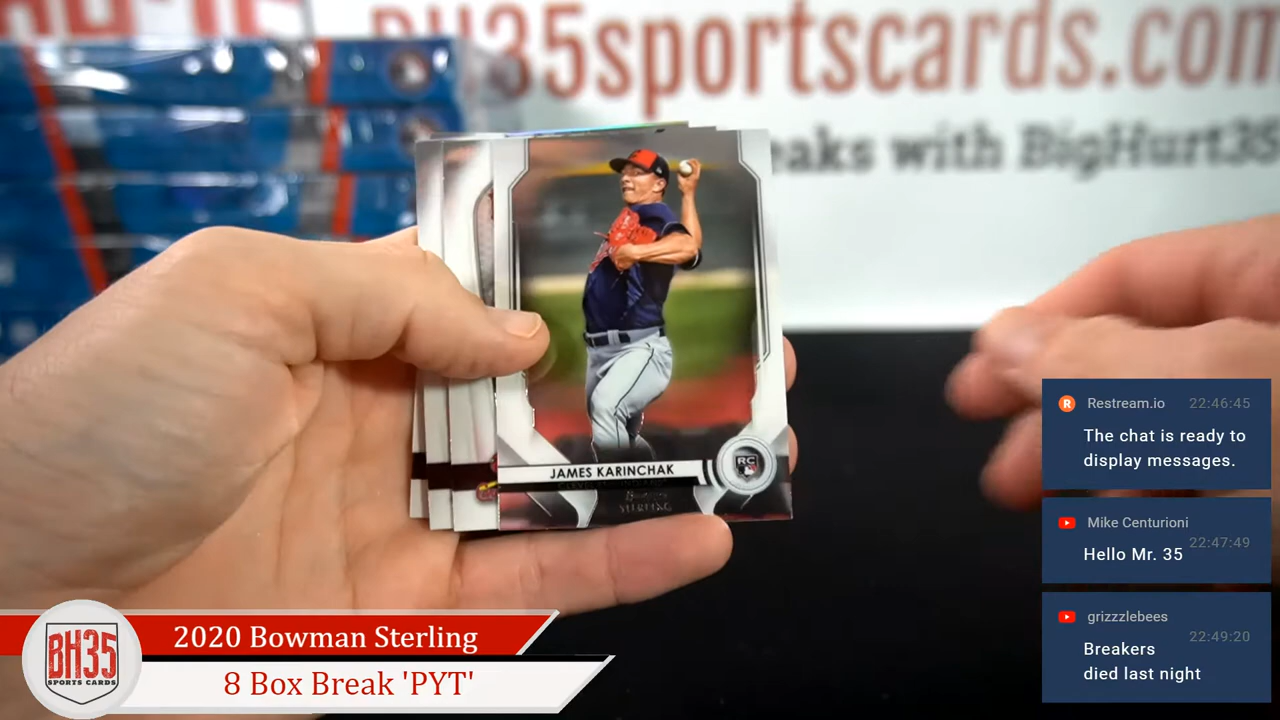 BH35sportscards.com
eaks with BigHurt35
JAMES KARINCHAK
RC
STERLING
Restream.io 22:46:45
The chat is ready to
display messages.
Mike Centurioni
22:47:49
Hello Mr. 35
grizzzlebees
22:49:20
Breakers
died last night
BH35
SPORTS CARDS
2020 Bowman Sterling
8 Box Break 'PYT'